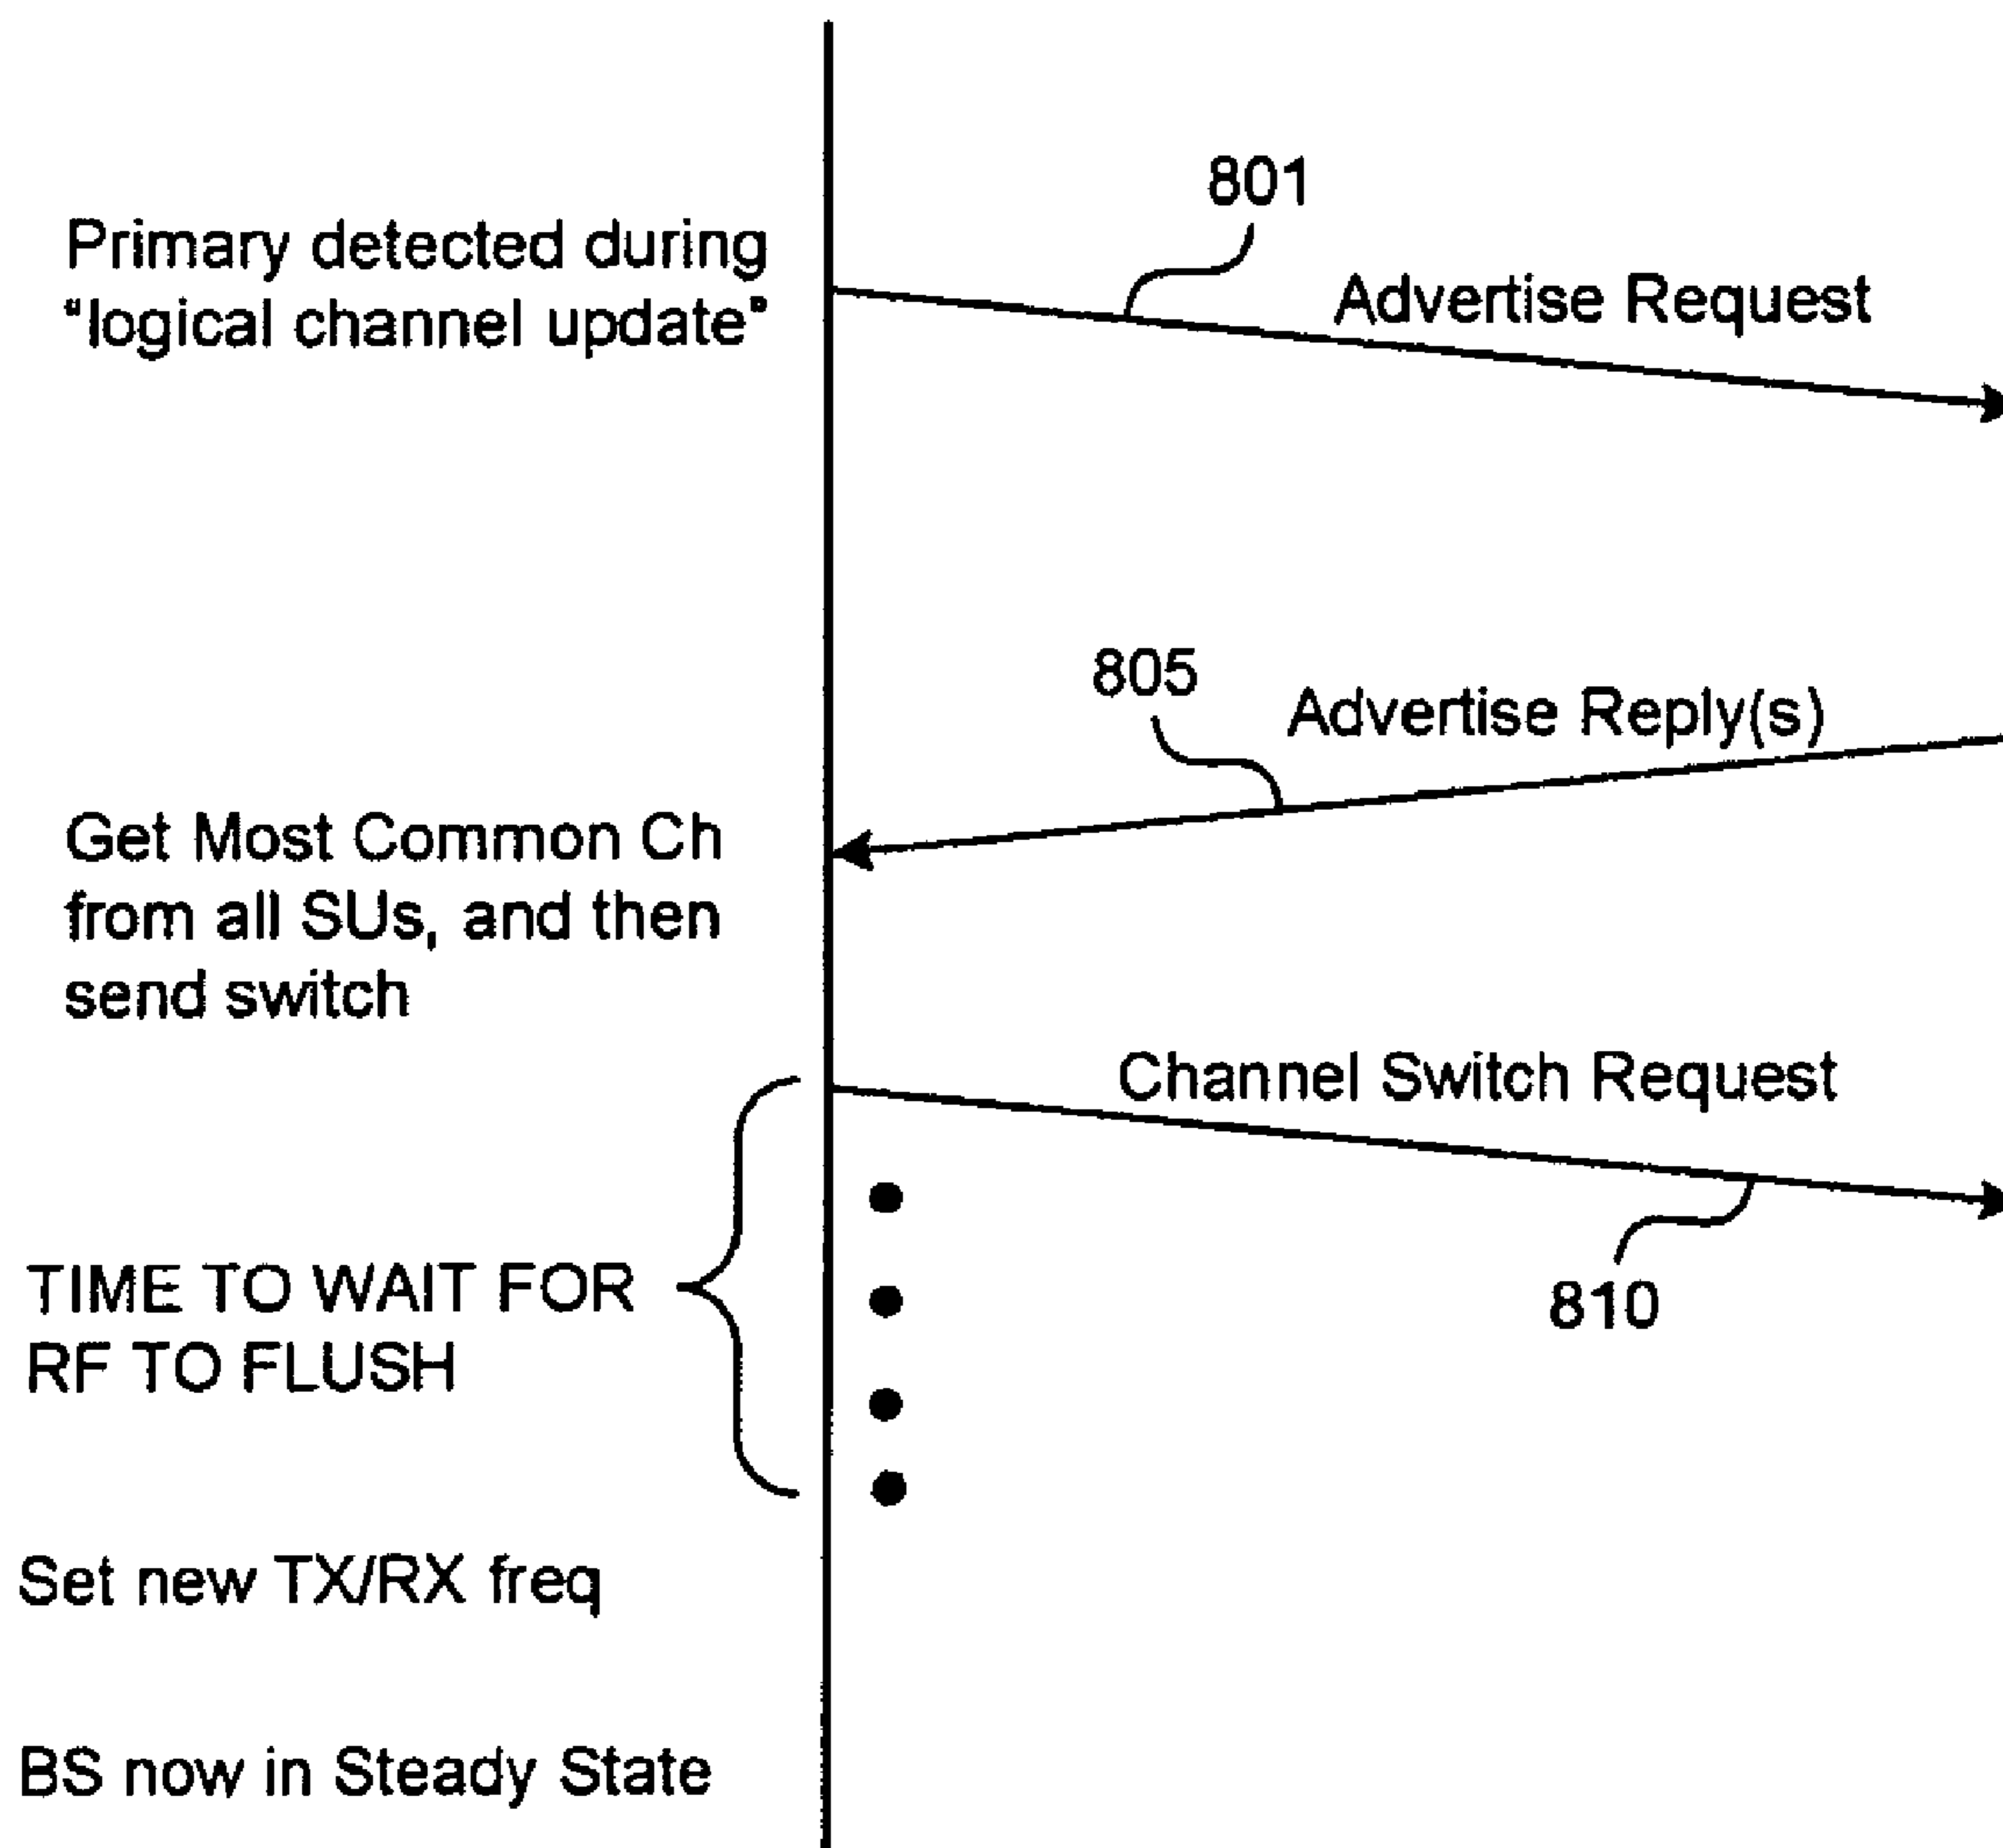 801
Primary detected during
"logical channel update"
Advertise Request
805
Advertise Reply(s)
Get Most Common Ch
from all SUs, and then
send switch
Channel Switch Request
TIME TO WAIT FOR
RF TO FLUSH
810
Set new TX/RX freq
BS now in Steady State